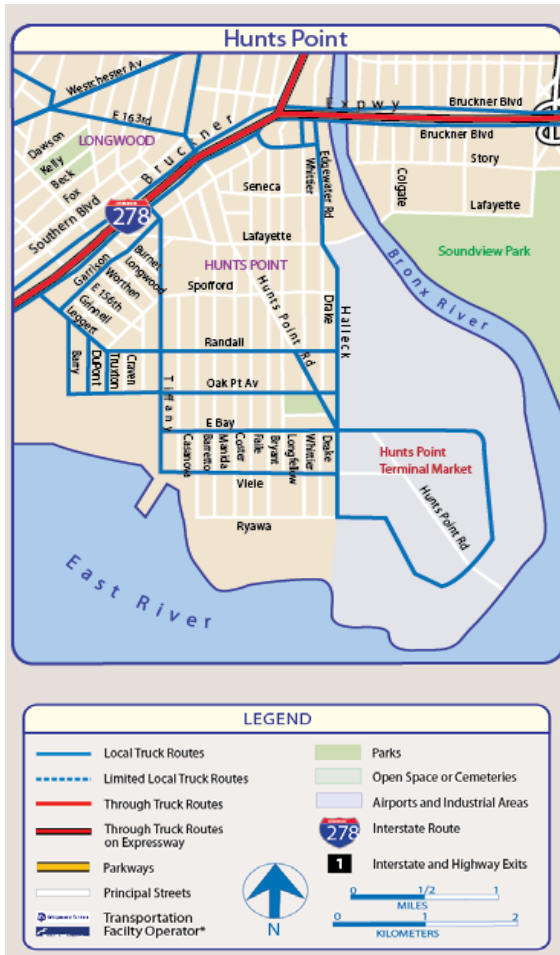 Hunts Point
Westchester Av
E 163rd
LONGWOOD
Dawson
Kelly
Beck
Fox
Southern Blvd
Bruckner
Expwy
Bruckner Blvd
Bruckner Blvd
Story
Lafayette
Colgate
Soundview Park
Bronx River
278
Edgewater Rd
Whittier
Seneca
Lafayette
HUNTS POINT
Burnet
Longwood
Garrison
Worthen
E 156th
Grinnell
Leggett
Spofford
Hunts Point Rd
Drake
Halleck
Randall
Barry
DuPont
Truxton
Craven
Tiffany
Oak Pt Av
E Bay
Casanova
Barretto
Manida
Coster
Faile
Bryant
Longfellow
Whittier
Drake
Viele
Ryawa
Hunts Point
Terminal Market
Hunts Point Rd
East River
LEGEND
Local Truck Routes
Limited Local Truck Routes
Through Truck Routes
Through Truck Routes
on Expressway
Parkways
Principal Streets
Transportation
Facilty Operator*
Parks
Open Space or Cemeteries
Airports and Industrial Areas
278
Interstate Route
1
Interstate and Highway Exits
N
0 1/2 1
MILES
0 1 2
KILOMETERS